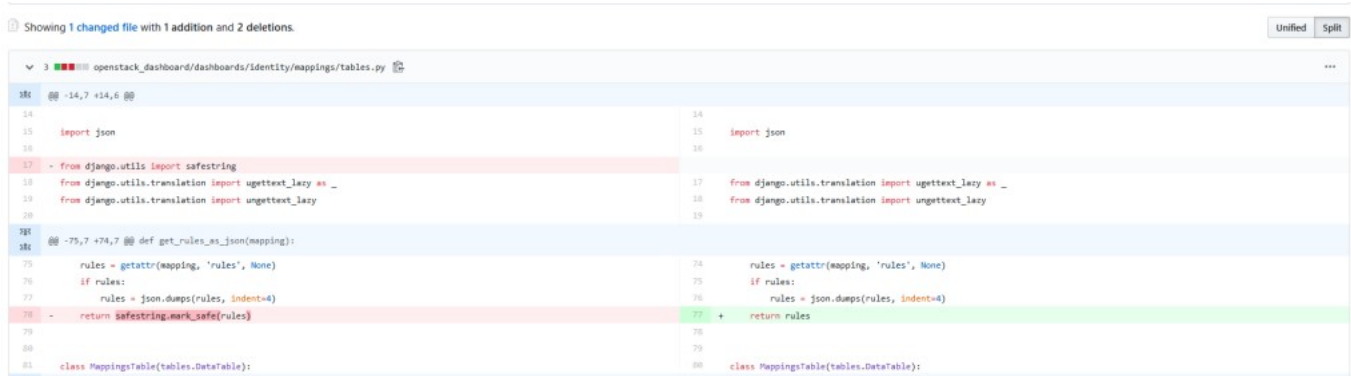 Showing 1 changed file with 1 addition and 2 deletions.
Unified Split
3 openstack_dashboard/dashboards/identity/mappings/tables.py
@@ -14,7 +14,6 @@
14
15 import json
16
17 - from django.utils import safestring
18 from django.utils.translation import ugettext_lazy as _
19 from django.utils.translation import ungettext_lazy
20
@@ -75,7 +74,7 @@ def get_rules_as_json(mapping):
75 rules = getattr(mapping, 'rules', None)
76 if rules:
77 rules = json.dumps(rules, indent=4)
78 - return safestring.mark_safe(rules)
79
80
81 class MappingsTable(tables.DataTable):
14
15 import json
16
17 from django.utils.translation import ugettext_lazy as _
18 from django.utils.translation import ungettext_lazy
19
74 rules = getattr(mapping, 'rules', None)
75 if rules:
76 rules = json.dumps(rules, indent=4)
77 + return rules
78
79
80 class MappingsTable(tables.DataTable):